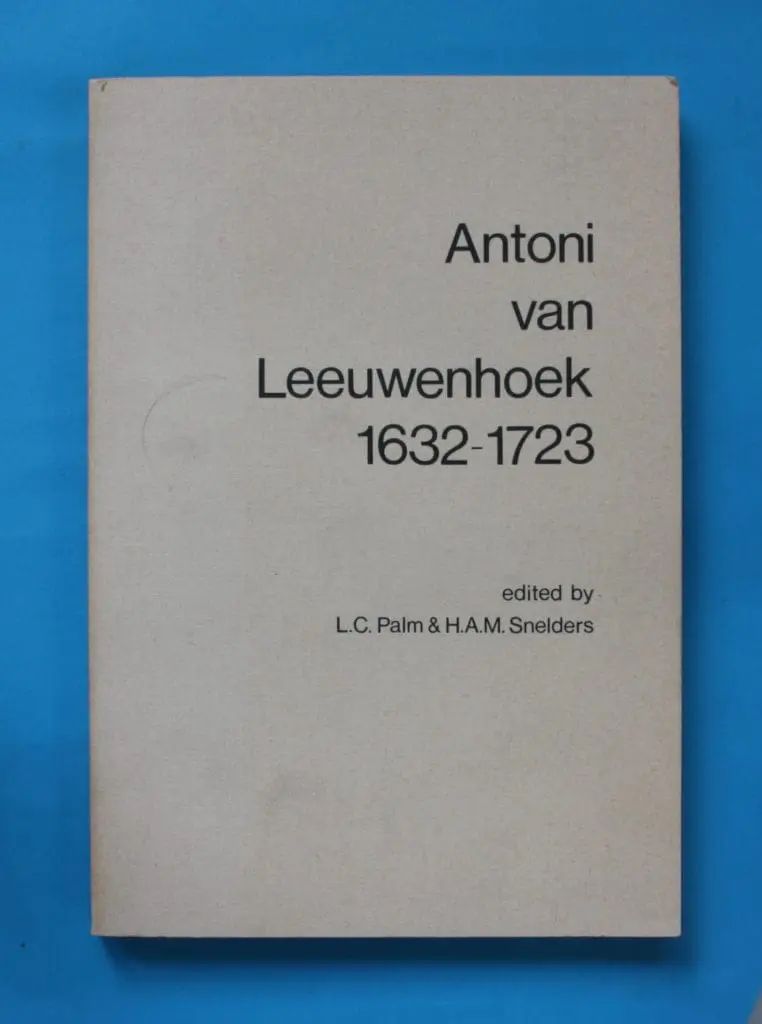 Antoni
van
Leeuwenhoek
1632-1723
edited by
L.C. Palm & H.A.M. Snelders